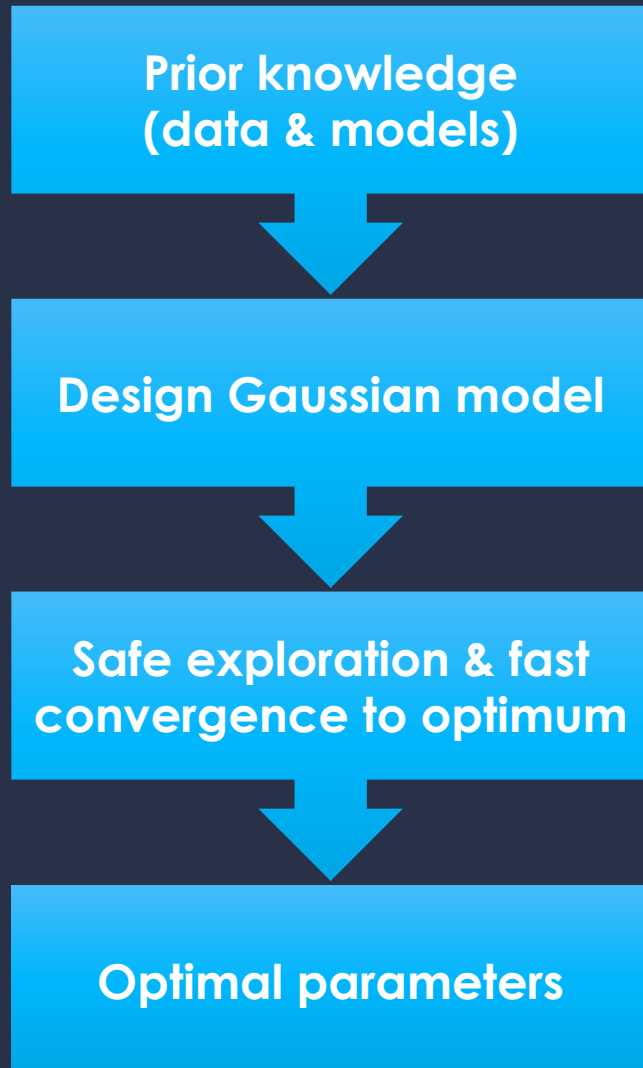 Prior knowledge
(data & models)
Design Gaussian model
Safe exploration & fast
convergence to optimum
Optimal parameters